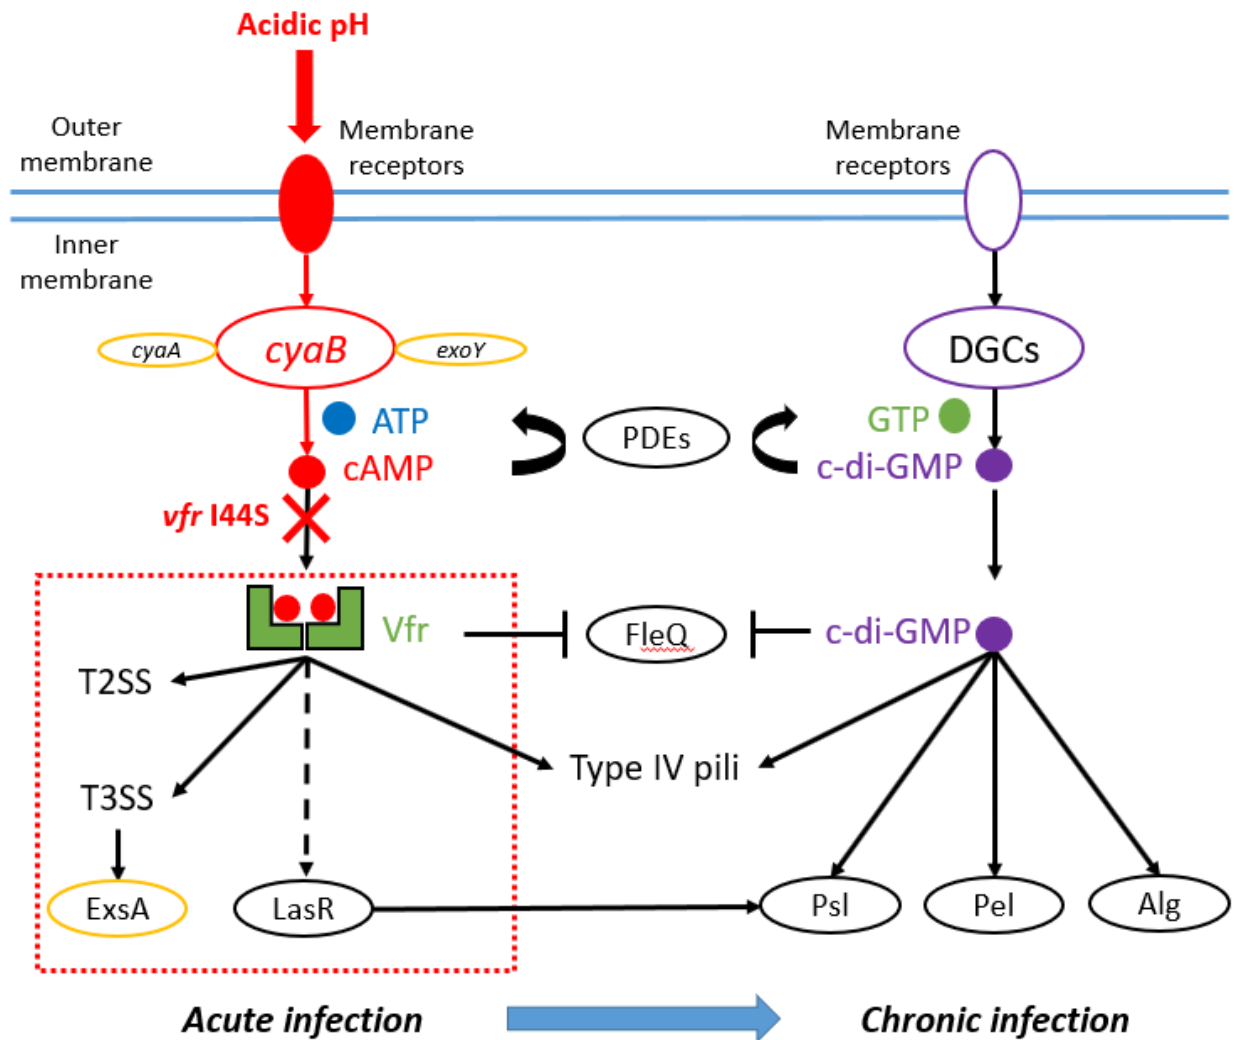 Acidic pH
Outer
membrane
Membrane
receptors
Membrane
receptors
Inner
membrane
cyaA
cyaB
exoY
DGCs
ATP
PDEs
GTP
cAMP
c-di-GMP
vfr I44S
Vfr
FleQ
c-di-GMP
T2SS
Type IV pili
T3SS
ExsA
LasR
Psl
Pel
Alg
Acute infection
Chronic infection